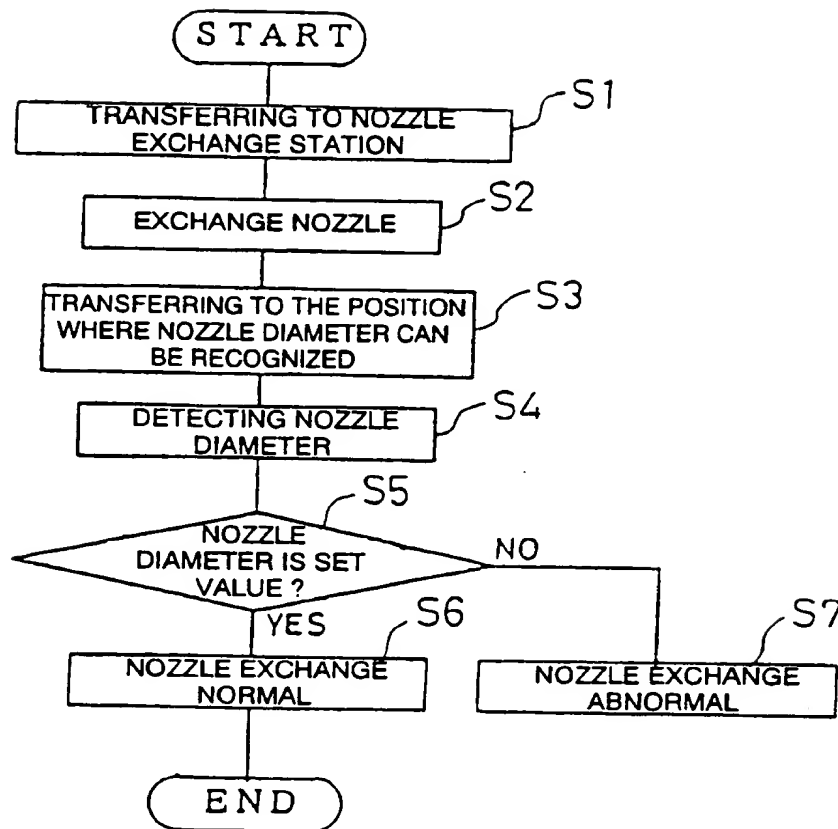 START
S1
TRANSFERRING TO NOZZLE
EXCHANGE STATION
S2
EXCHANGE NOZZLE
S3
TRANSFERRING TO THE POSITION
WHERE NOZZLE DIAMETER CAN
BE RECOGNIZED
S4
DETECTING NOZZLE
DIAMETER
S5
NOZZLE
DIAMETER IS SET
VALUE ?
NO
YES
S6
NOZZLE EXCHANGE
NORMAL
S7
NOZZLE EXCHANGE
ABNORMAL
END